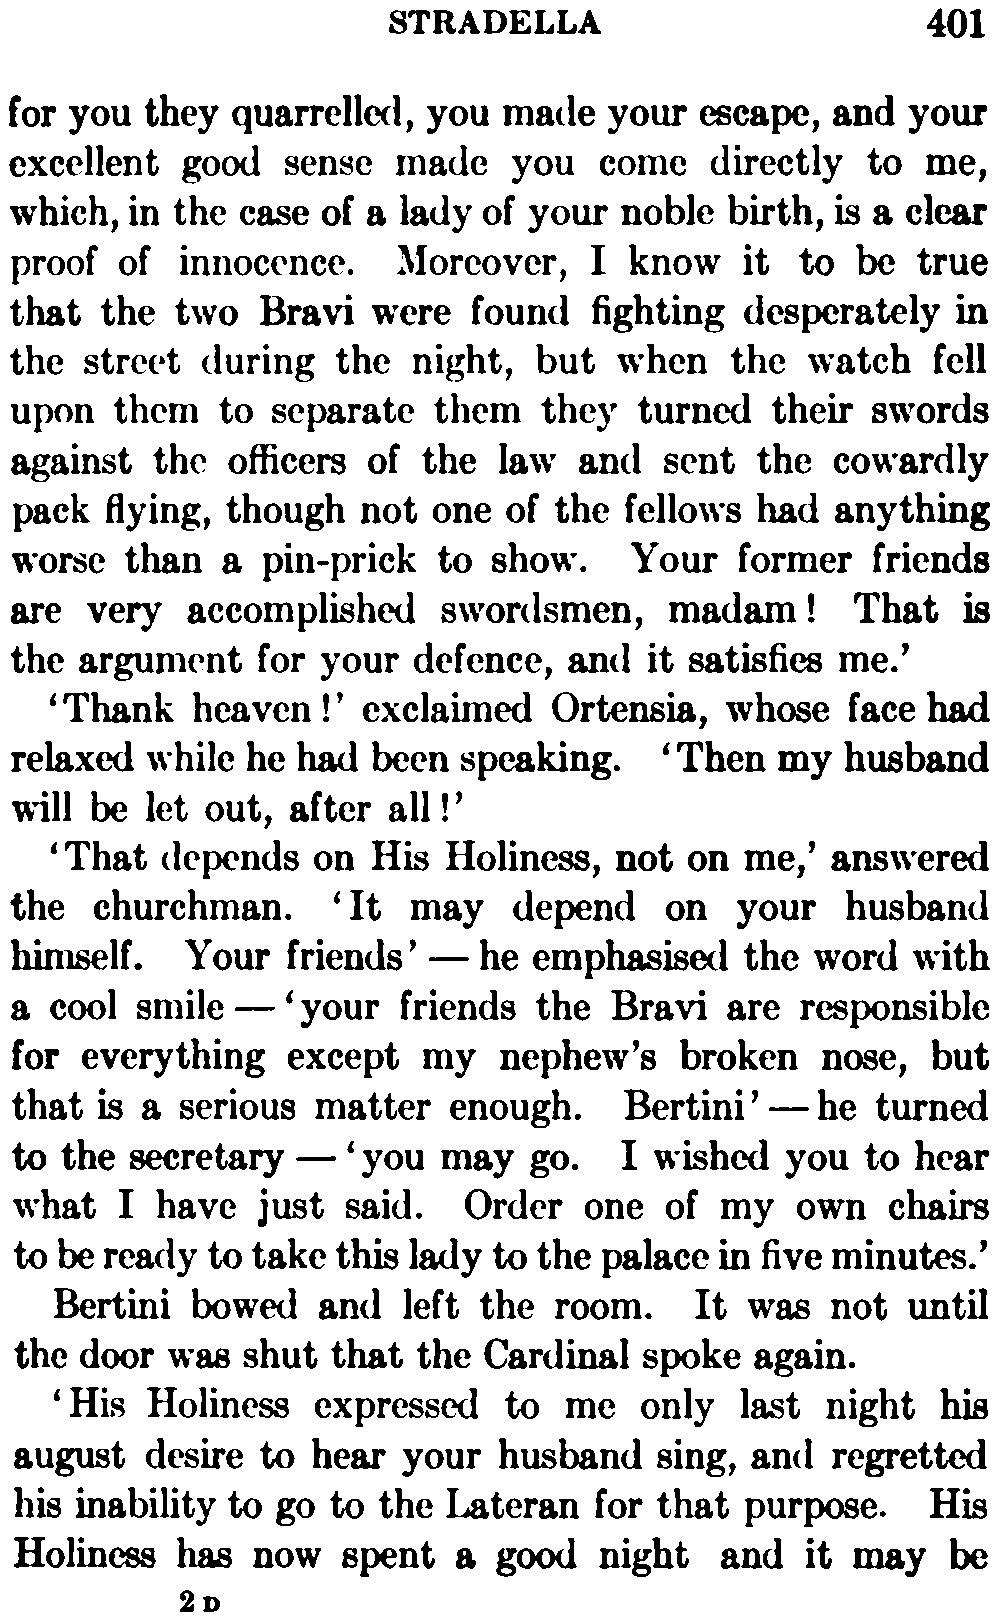 STRADELLA 401
for you they quarrelled, you made your escape, and your
excellent good sense made you come directly to me,
which, in the case of a lady of your noble birth, is a clear
proof of innocence. Moreover, I know it to be true
that the two Bravi were found fighting desperately in
the street during the night, but when the watch fell
upon them to separate them they turned their swords
against the officers of the law and sent the cowardly
pack flying, though not one of the fellows had anything
worse than a pin-prick to show. Your former friends
are very accomplished swordsmen, madam! That is
the argument for your defence, and it satisfies me.'
'Thank heaven!' exclaimed Ortensia, whose face had
relaxed while he had been speaking. 'Then my husband
will be let out, after all!'
'That depends on His Holiness, not on me,' answered
the churchman. 'It may depend on your husband
himself. Your friends' — he emphasised the word with
a cool smile — 'your friends the Bravi are responsible
for everything except my nephew's broken nose, but
that is a serious matter enough. Bertini' — he turned
to the secretary — 'you may go. I wished you to hear
what I have just said. Order one of my own chairs
to be ready to take this lady to the palace in five minutes.'
Bertini bowed and left the room. It was not until
the door was shut that the Cardinal spoke again.
'His Holiness expressed to me only last night his
august desire to hear your husband sing, and regretted
his inability to go to the Lateran for that purpose. His
Holiness has now spent a good night and it may be
2 D